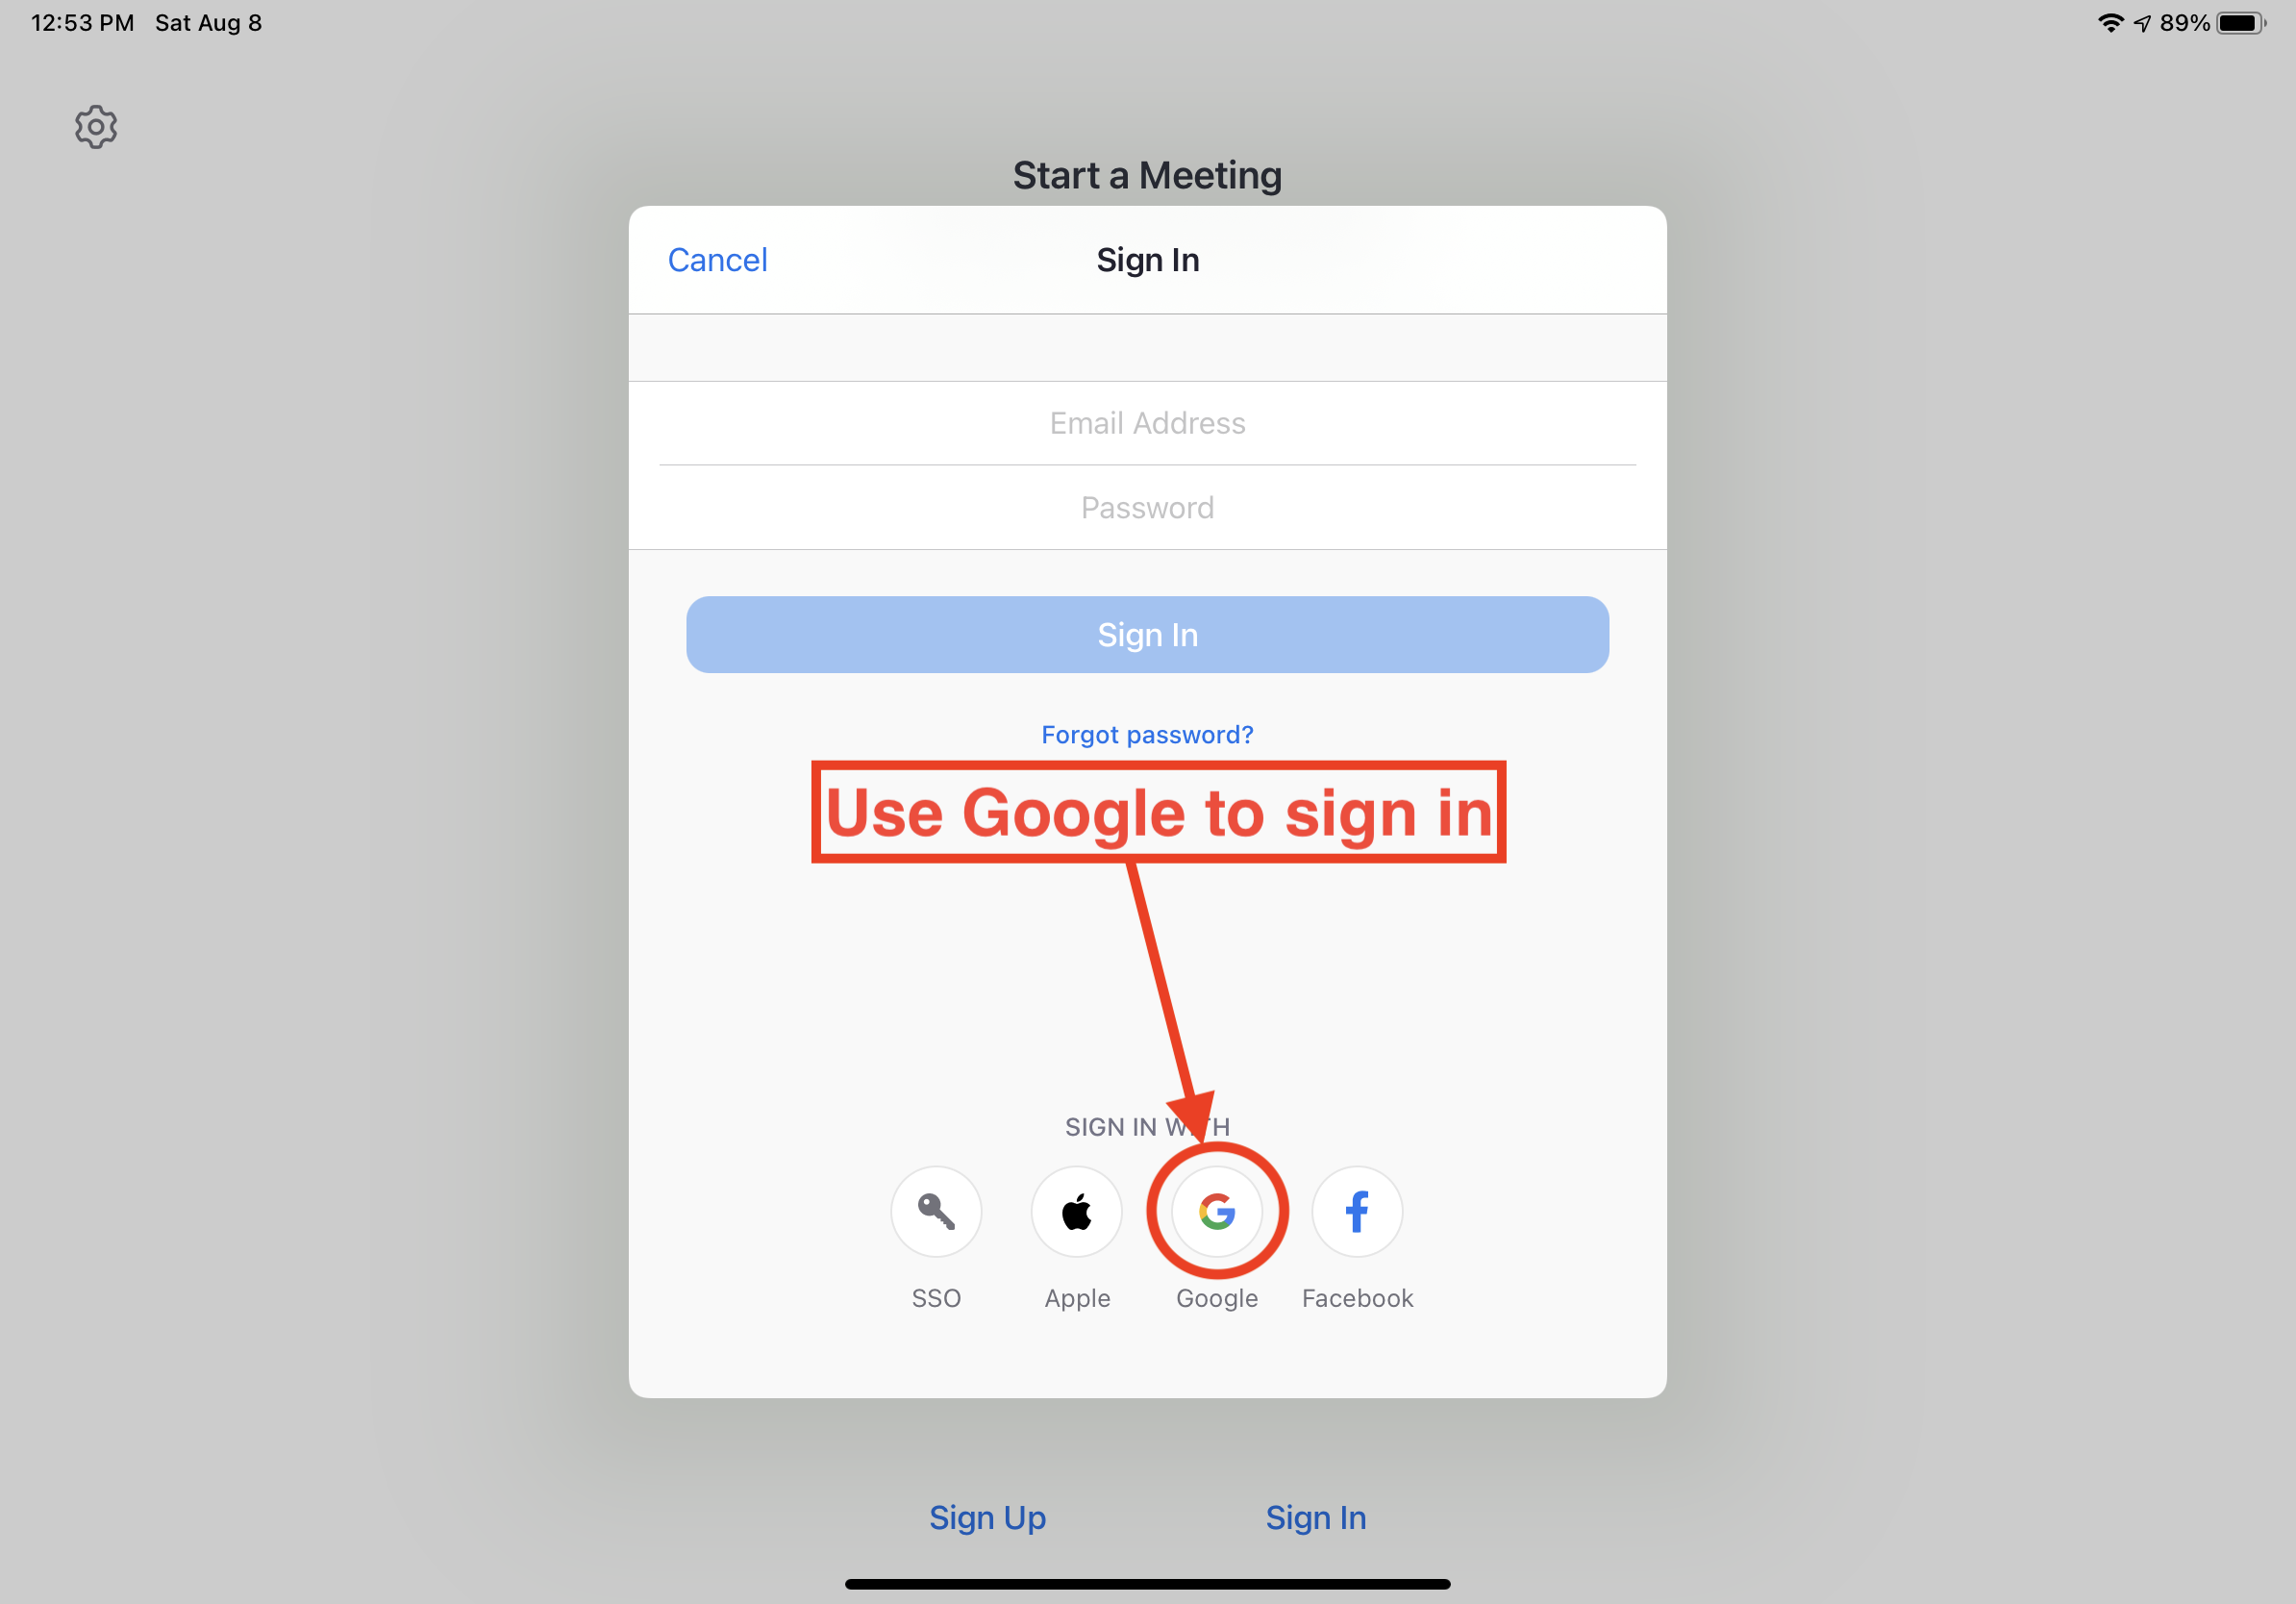 12:53 PM Sat Aug 8 89%
Start a Meeting
Cancel Sign In
Email Address
Password
Sign In
Forgot password?
Use Google to sign in
SIGN IN WITH
SSO Apple Google Facebook
Sign Up Sign In